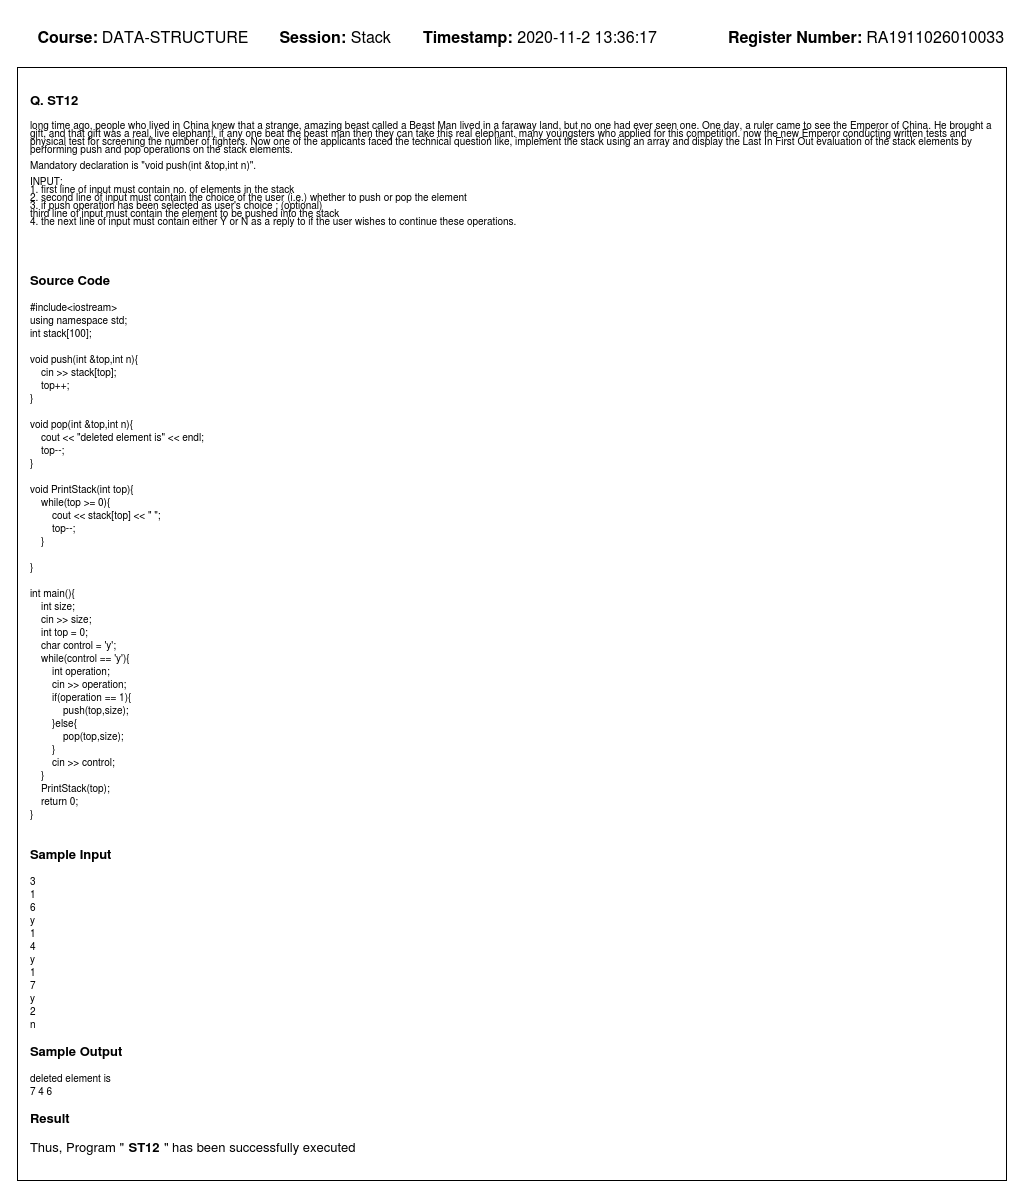 Course: DATA-STRUCTURE Session: Stack Timestamp: 2020-11-2 13:36:17 Register Number: RA1911026010033
Q. ST12
long time ago, people who lived in China knew that a strange, amazing beast called a Beast Man lived in a faraway land, but no one had ever seen one. One day, a ruler came to see the Emperor of China. He brought a
gift, and that gift was a real, live elephant!. if any one beat the beast man then they can take this real elephant, many youngsters who applied for this competition. now the new Emperor conducting written tests and
physical test for screening the number of fighters. Now one of the applicants faced the technical question like, implement the stack using an array and display the Last In First Out evaluation of the stack elements by
performing push and pop operations on the stack elements.
Mandatory declaration is "void push(int &top,int n)".
INPUT:
1. first line of input must contain no. of elements in the stack
2. second line of input must contain the choice of the user (i.e.) whether to push or pop the element
3. if push operation has been selected as user's choice : (optional)
third line of input must contain the element to be pushed into the stack
4. the next line of input must contain either Y or N as a reply to if the user wishes to continue these operations.
Source Code
#include<iostream>
using namespace std;
int stack[100];
void push(int &top,int n){
    cin >> stack[top];
    top++;
}
void pop(int &top,int n){
    cout << "deleted element is" << endl;
    top--;
}
void PrintStack(int top){
    while(top >= 0){
        cout << stack[top] << " ";
        top--;
    }
}
int main(){
    int size;
    cin >> size;
    int top = 0;
    char control = 'y';
    while(control == 'y'){
        int operation;
        cin >> operation;
        if(operation == 1){
            push(top,size);
        }else{
            pop(top,size);
        }
        cin >> control;
    }
    PrintStack(top);
    return 0;
}
Sample Input
3
1
6
y
1
4
y
1
7
y
2
n
Sample Output
deleted element is
7 4 6
Result
Thus, Program " ST12 " has been successfully executed